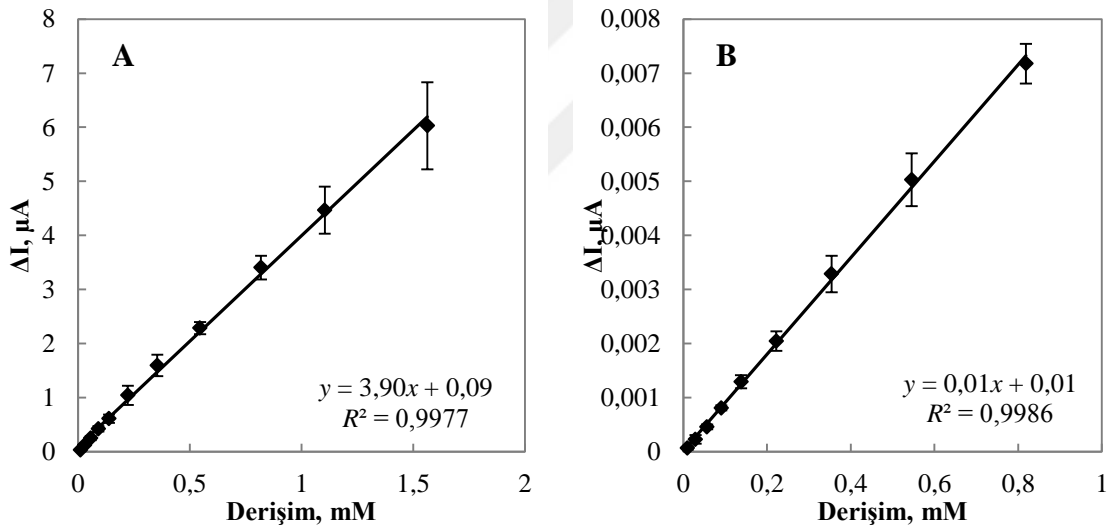 A
8
7
6
5
4
3
2
1
0
ΔI, µA
y = 3,90x + 0,09
R² = 0,9977
0 0,5 1 1,5 2
Derişim, mM
B
0,008
0,007
0,006
0,005
0,004
0,003
0,002
0,001
0
ΔI, µA
y = 0,01x + 0,01
R² = 0,9986
0 0,2 0,4 0,6 0,8 1
Derişim, mM